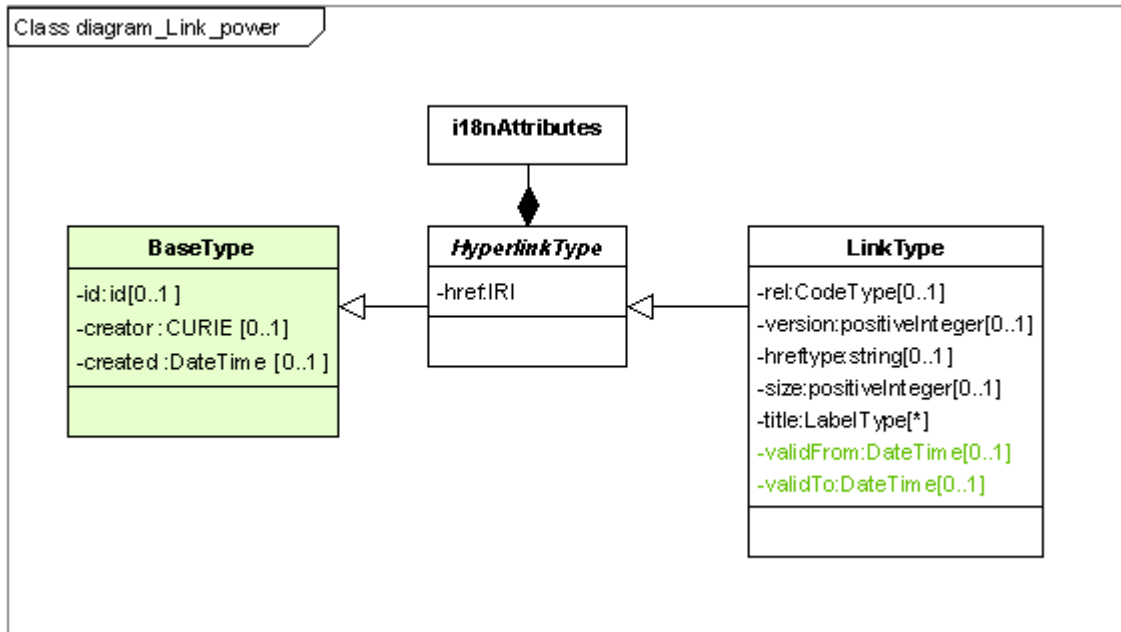 Class diagram_Link_power
i18nAttributes
BaseType
-id:id[0..1]
-creator:CURIE [0..1]
-created:DateTime [0..1]
HyperlinkType
-href:IRI
LinkType
-rel:CodeType[0..1]
-version:positiveInteger[0..1]
-hreftype:string[0..1]
-size:positiveInteger[0..1]
-title:LabelType[*]
-validFrom:DateTime[0..1]
-validTo:DateTime[0..1]